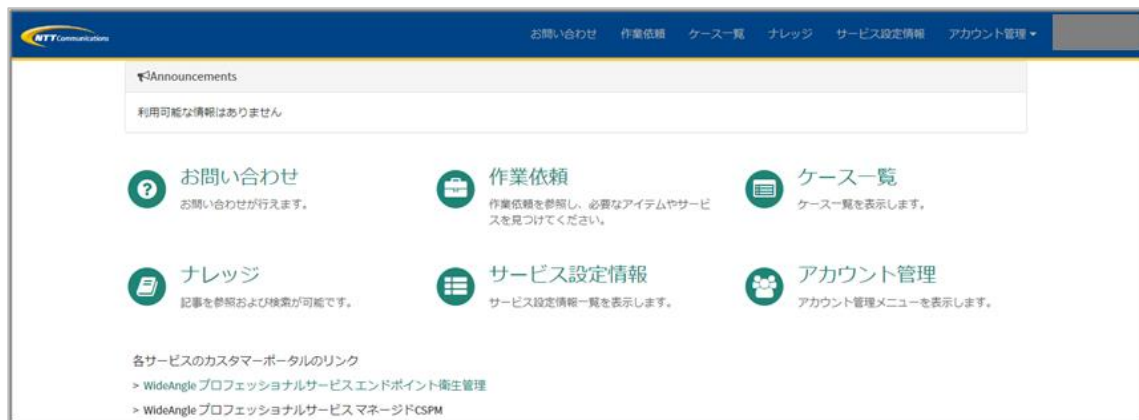 NTT Communications
お問い合わせ 作業依頼 ケース一覧 ナレッジ サービス設定情報 アカウント管理
Announcements
利用可能な情報はありません
お問い合わせ
お問い合わせが行えます。
作業依頼
作業依頼を参照し、必要なアイテムやサービ
スを見つけてください。
ケース一覧
ケース一覧を表示します。
ナレッジ
記事を参照および検索が可能です。
サービス設定情報
サービス設定情報一覧を表示します。
アカウント管理
アカウント管理メニューを表示します。
各サービスのカスタマーポータルのリンク
> WideAngle プロフェッショナルサービス エンドポイント衛生管理
> WideAngle プロフェッショナルサービス マネージドCSPM